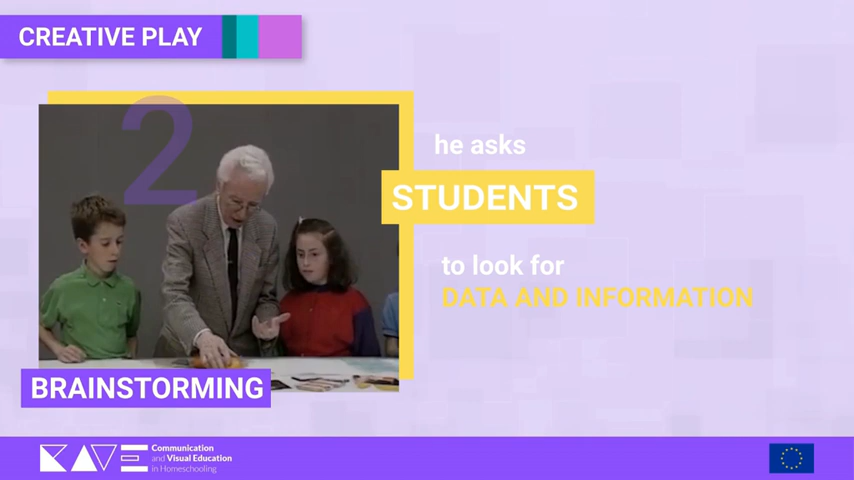 CREATIVE PLAY
2
he asks
STUDENTS
to look for
DATA AND INFORMATION
BRAINSTORMING
KAVE
Communication
and Visual Education
in Homeschooling